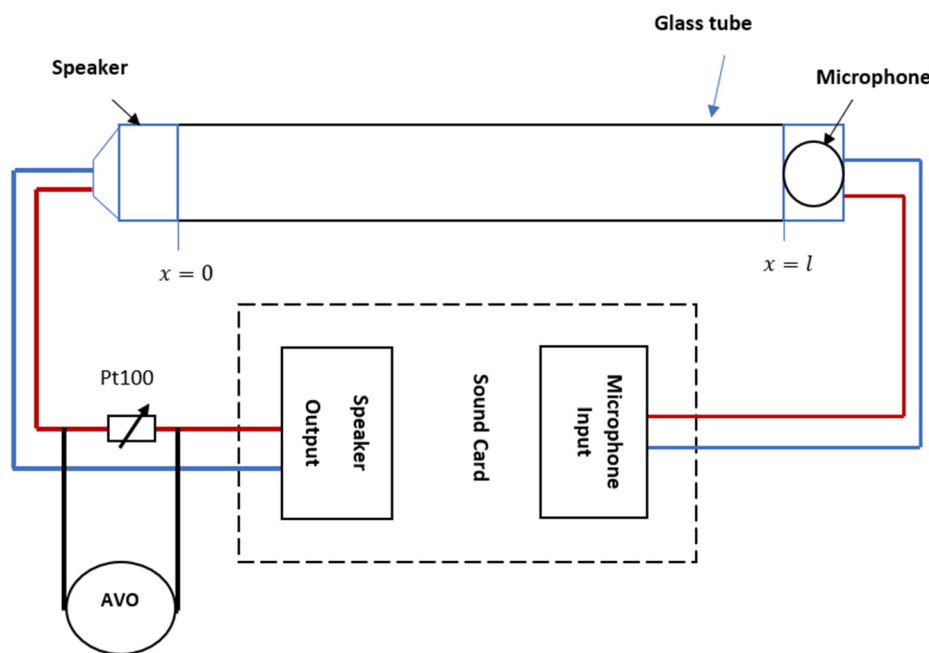 Glass tube
Speaker
Microphone
x = 0
x = l
Pt100
Speaker
Output
Sound Card
Microphone
Input
AVO